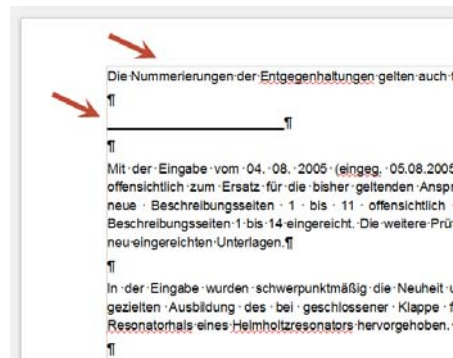 Die Nummerierungen der Entgegenhaltungen gelten auch
¶
¶
¶
Mit der Eingabe vom 04. 08. 2005 (eingeg. 05.08.2005
offensichtlich zum Ersatz für die bisher geltenden
neue Beschreibungsseiten 1 bis 11 offensichtlich
Beschreibungsseiten 1 bis 14 eingereicht. Die weitere
neu eingereichten Unterlagen.¶
¶
In der Eingabe wurden schwerpunktmäßig die Neuheit
gezielten Ausbildung des bei geschlossener Klappe
Resonatorhals eines Helmholtzresonators hervorgehoben.
¶